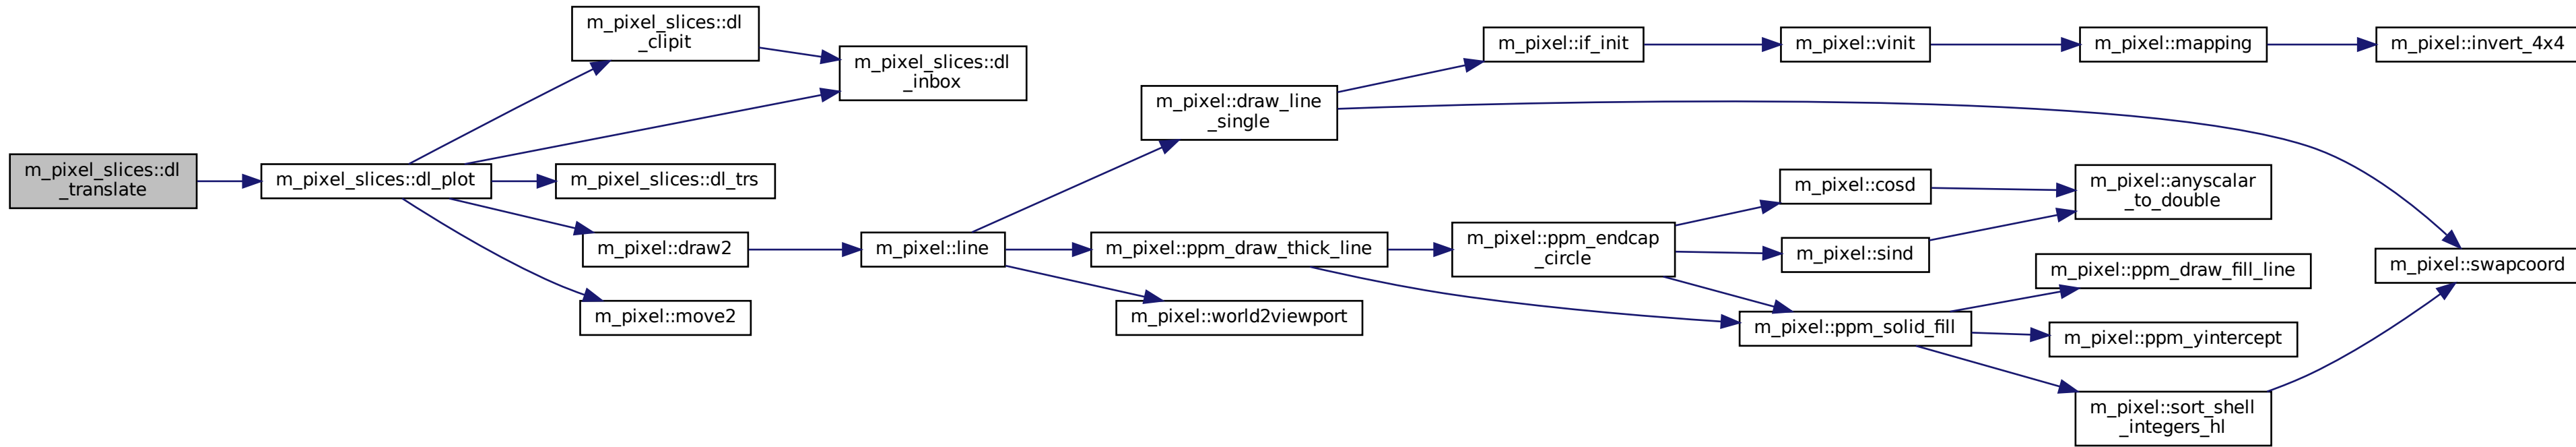 m_pixel_slices::dl
_translate
m_pixel_slices::dl_plot
m_pixel_slices::dl
_clipit
m_pixel_slices::dl
_inbox
m_pixel_slices::dl_trs
m_pixel::draw2
m_pixel::move2
m_pixel::line
m_pixel::draw_line
_single
m_pixel::ppm_draw_thick_line
m_pixel::world2viewport
m_pixel::if_init
m_pixel::vinit
m_pixel::mapping
m_pixel::invert_4x4
m_pixel::ppm_endcap
_circle
m_pixel::cosd
m_pixel::sind
m_pixel::anyscalar
_to_double
m_pixel::ppm_solid_fill
m_pixel::ppm_draw_fill_line
m_pixel::ppm_yintercept
m_pixel::sort_shell
_integers_hl
m_pixel::swapcoord